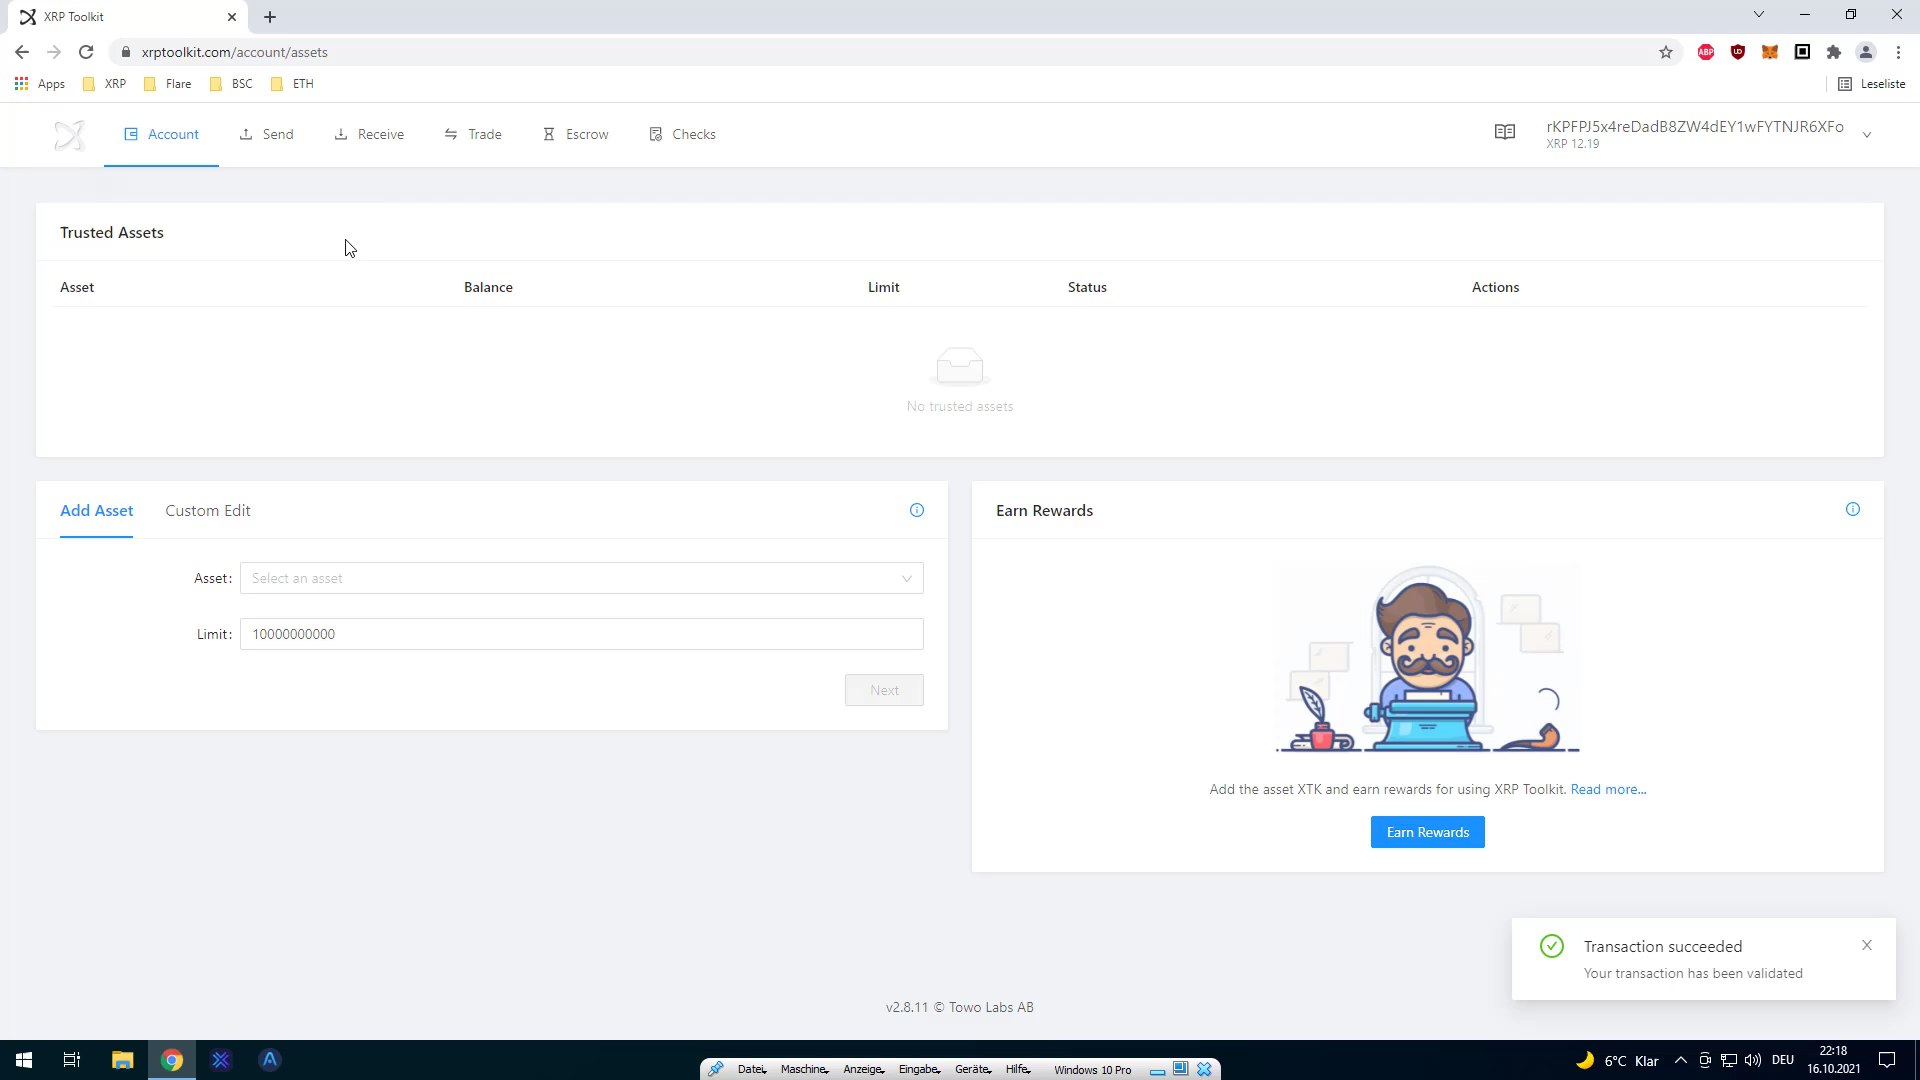 XRP Toolkit
xrptoolkit.com/account/assets
ABP
Apps XRP Flare BSC ETH
Leseliste
Account Send Receive Trade Escrow Checks
rKPFPJ5x4reDadB8ZW4dEY1wFYTNJR6XFo
XRP 12.19
Trusted Assets
Asset Balance Limit Status Actions
No trusted assets
Add Asset Custom Edit
Asset: Select an asset
Limit: 10000000000
Next
Earn Rewards
Add the asset XTK and earn rewards for using XRP Toolkit. Read more...
Earn Rewards
Transaction succeeded
Your transaction has been validated
v2.8.11 © Towo Labs AB
Datei Maschine Anzeige Eingabe Geräte Hilfe Windows 10 Pro
6°C Klar
DEU
22:18
16.10.2021